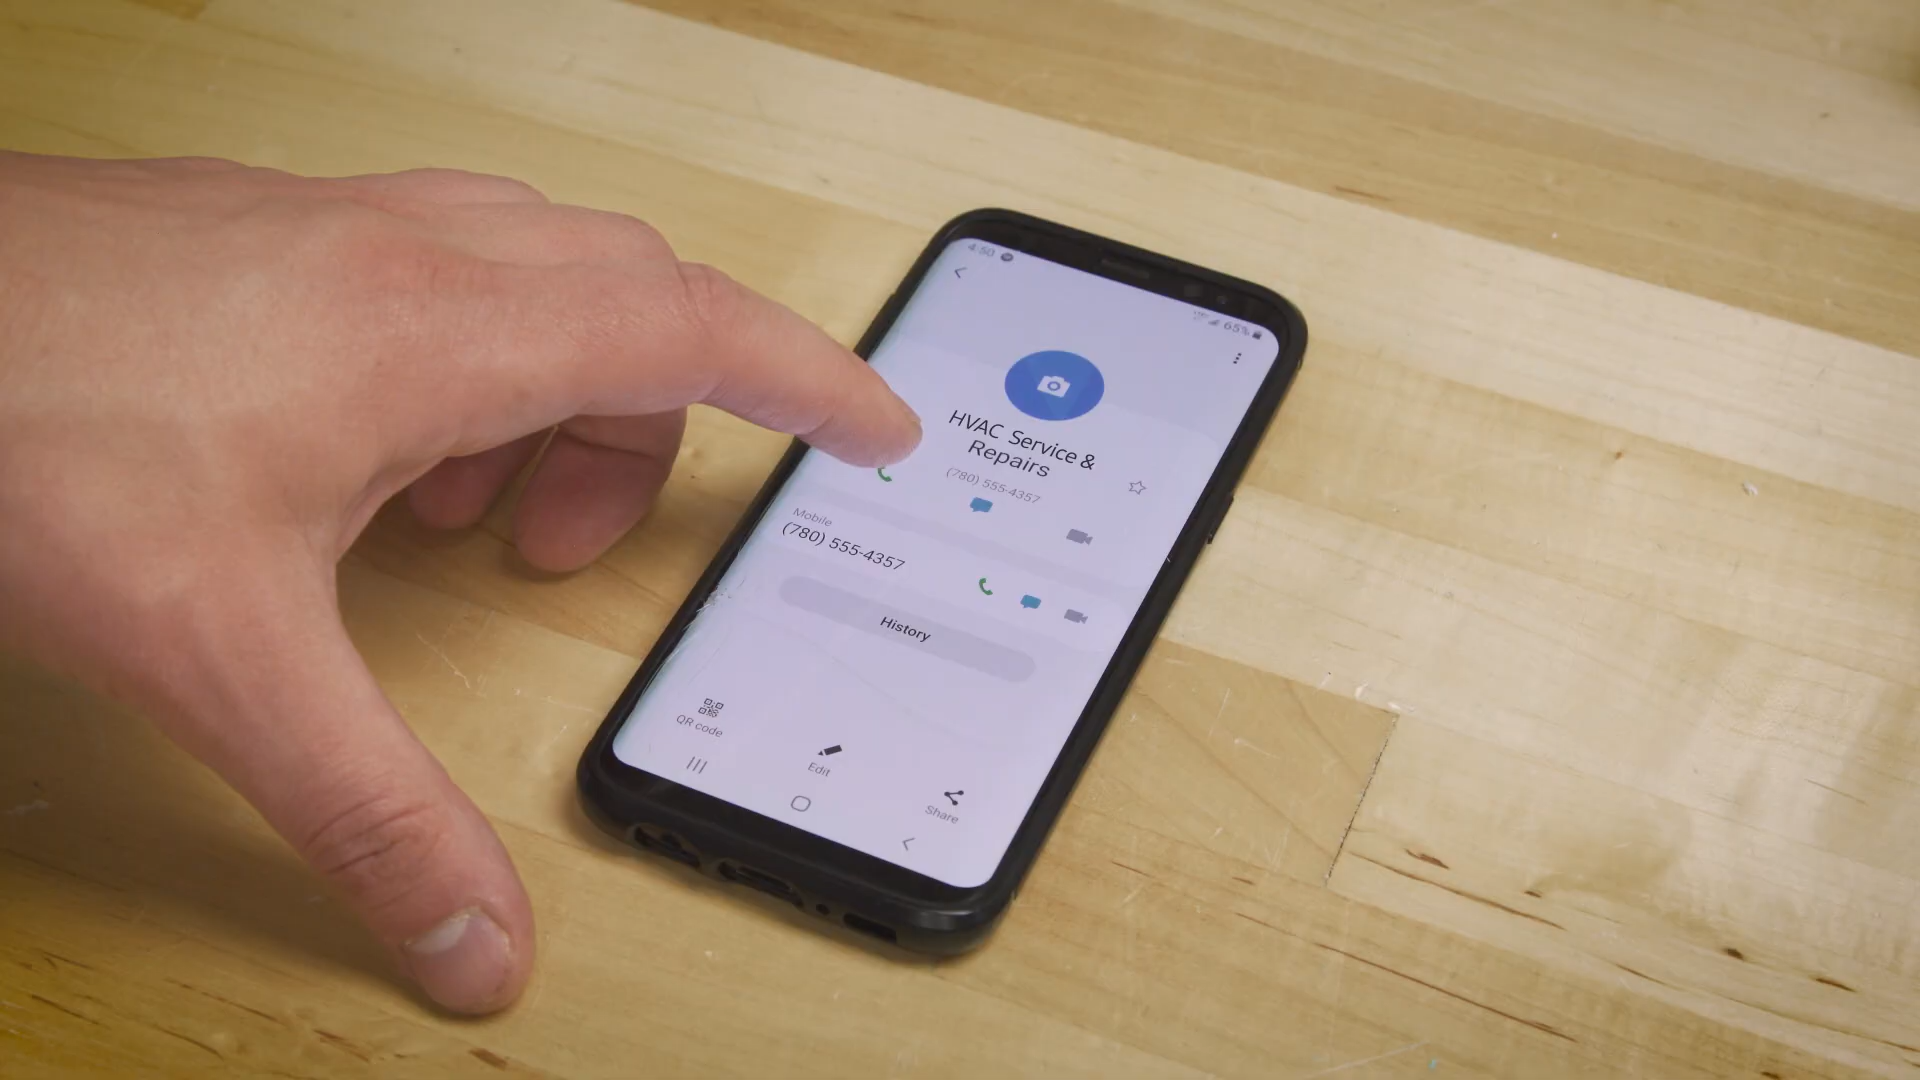 4:50
65%
HVAC Service &
Repairs
(780) 555-4357
Mobile
(780) 555-4357
History
QR code
Edit
Share